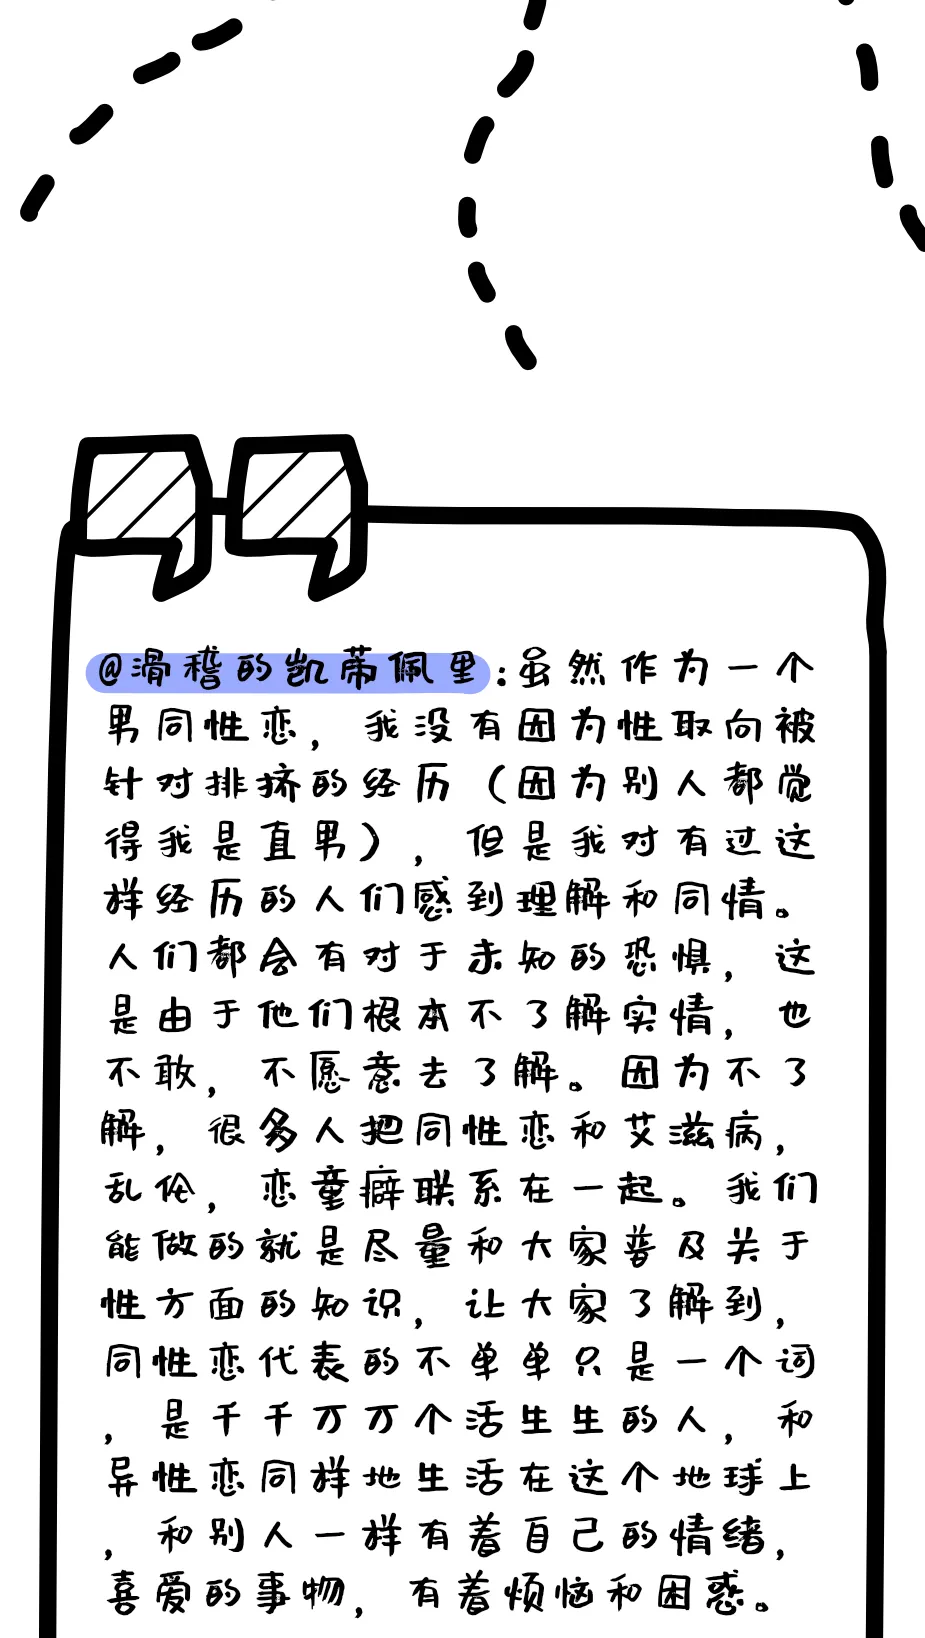 @滑稽的凯蒂佩里:虽然作为一个
男同性恋，我没有因为性取向被
针对排挤的经历（因为别人都觉
得我是直男），但是我对有过这
样经历的人们感到理解和同情。
人们都会有对于未知的恐惧，这
是由于他们根本不了解实情，也
不敢，不愿意去了解。因为不了
解，很多人把同性恋和艾滋病，
乱伦，恋童癖联系在一起。我们
能做的就是尽量和大家普及关于
性方面的知识，让大家了解到，
同性恋代表的不单单只是一个词
，是千千万万个活生生的人，和
异性恋同样地生活在这个地球上
，和别人一样有着自己的情绪，
喜爱的事物，有着烦恼和困惑。